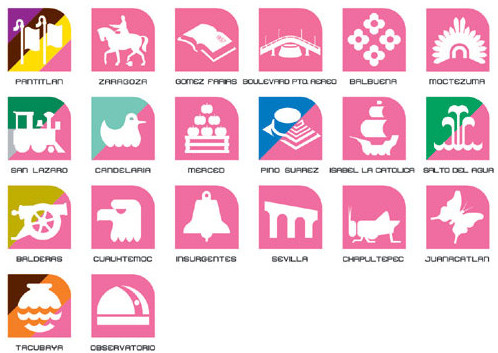 PANTITLAN
ZARAGOZA
GOMEZ FARIAS
BOULEVARD PTO. AEREO
BALBUENA
MOCTEZUMA
SAN LAZARO
CANDELARIA
MERCED
PINO SUAREZ
ISABEL LA CATOLICA
SALTO DEL AGUA
BALDERAS
CUAUHTEMOC
INSURGENTES
SEVILLA
CHAPULTEPEC
JUANACATLAN
TACUBAYA
OBSERVATORIO